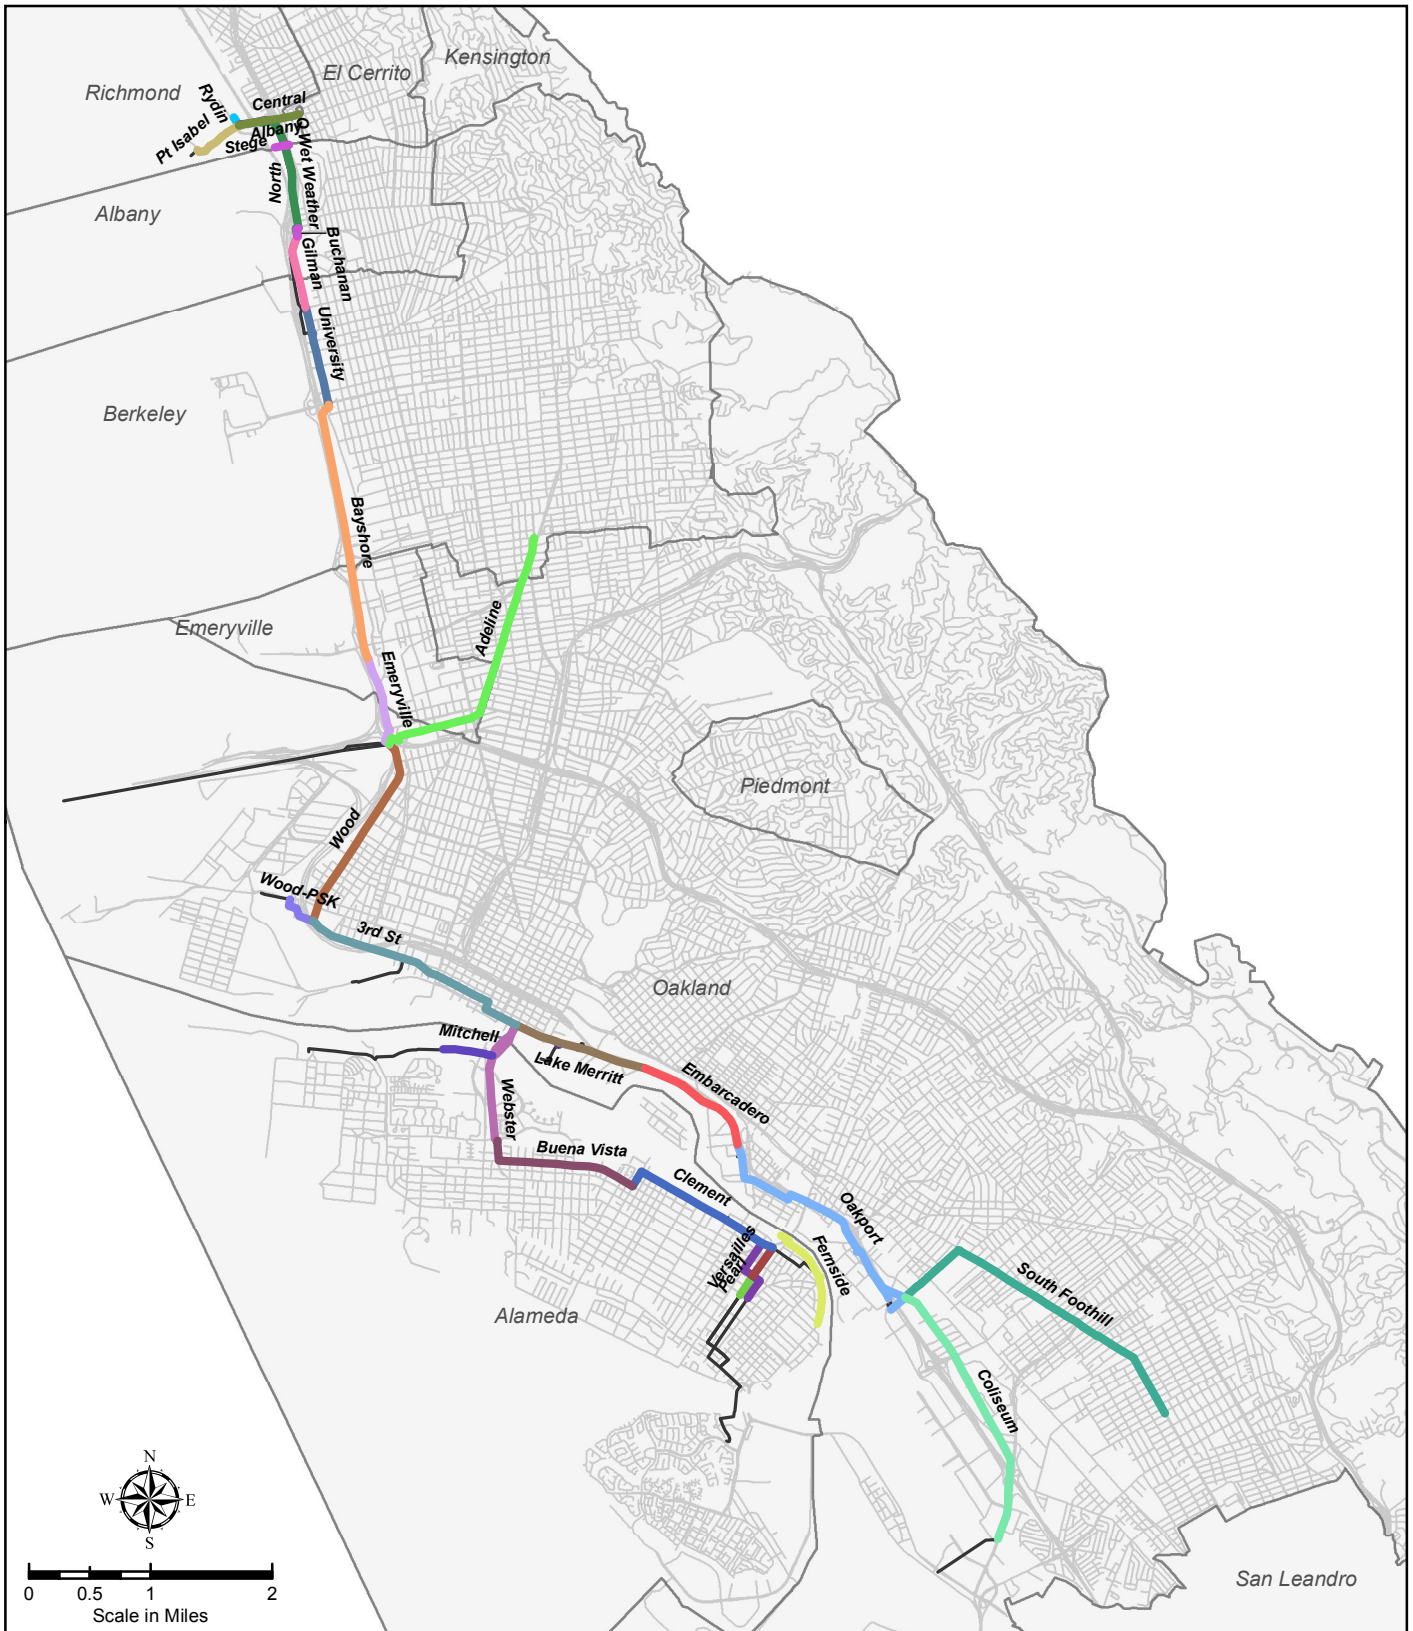 Kensington
El Cerrito
Richmond
Rydin
Central
Pt Isabel
Albany
Stege
Q Wet Weather
North
Albany
Buchanan
Gilman
University
Berkeley
Bayshore
Adeline
Emeryville
Emeryville
Piedmont
Wood
Wood-PSK
3rd St
Oakland
Mitchell
Lake Merritt
Embarcadero
Webster
Buena Vista
Clement
Oakport
Versailles
Pearl
Fernside
South Foothill
Alameda
Coliseum
N
W E
S
San Leandro
0 0.5 1 2
Scale in Miles